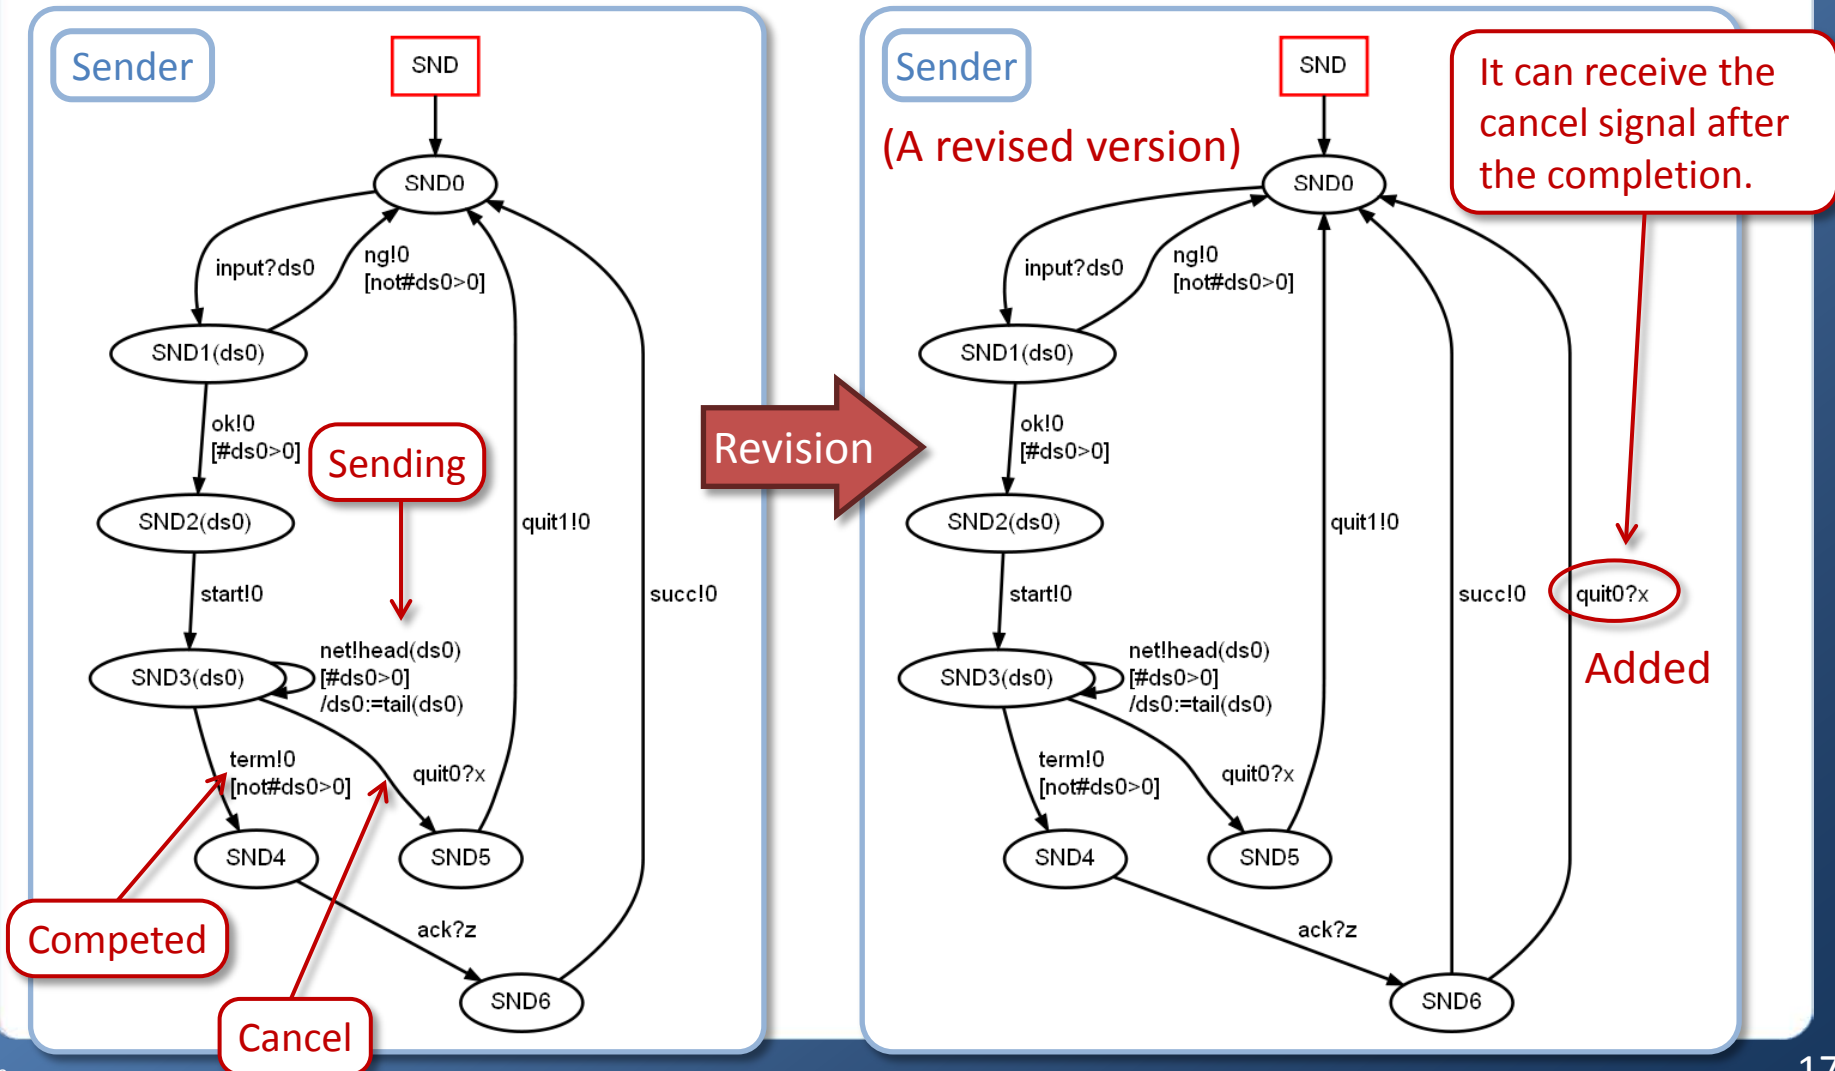 Sender
SND
SND0
input?ds0
ng!0
[not#ds0>0]
SND1(ds0)
ok!0
[#ds0>0]
Sending
SND2(ds0)
quit1!0
start!0
succ!0
net!head(ds0)
[#ds0>0]
/ds0:=tail(ds0)
SND3(ds0)
term!0
[not#ds0>0]
quit0?x
SND4
SND5
Competed
ack?z
SND6
Cancel
Revision
Sender
SND
(A revised version)
It can receive the
cancel signal after
the completion.
SND0
input?ds0
ng!0
[not#ds0>0]
SND1(ds0)
ok!0
[#ds0>0]
SND2(ds0)
quit1!0
start!0
succ!0
quit0?x
Added
net!head(ds0)
[#ds0>0]
/ds0:=tail(ds0)
SND3(ds0)
term!0
[not#ds0>0]
quit0?x
SND4
SND5
ack?z
SND6
17